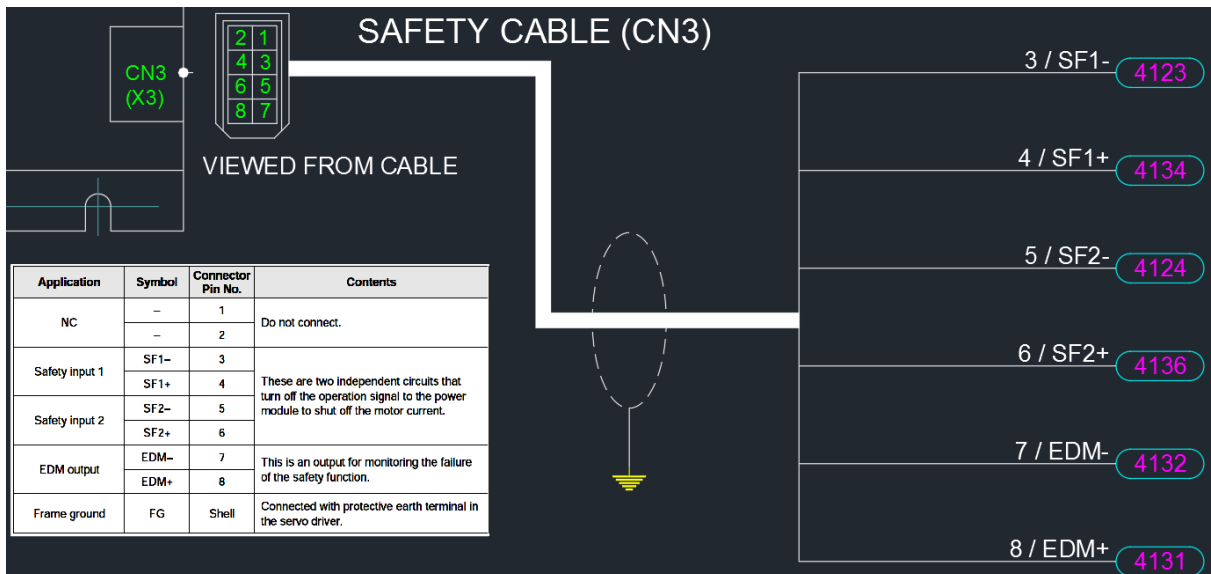 SAFETY CABLE (CN3)
CN3
(X3)
2 1
4 3
6 5
8 7
VIEWED FROM CABLE
3 / SF1-
4123
4 / SF1+
4134
5 / SF2-
4124
6 / SF2+
4136
7 / EDM-
4132
8 / EDM+
4131
Application Symbol Connector Pin No. Contents
NC – 1 Do not connect.
– 2
Safety input 1 SF1– 3 These are two independent circuits that
turn off the operation signal to the power
module to shut off the motor current.
SF1+ 4
Safety input 2 SF2– 5
SF2+ 6
EDM output EDM– 7 This is an output for monitoring the failure
of the safety function.
EDM+ 8
Frame ground FG Shell Connected with protective earth terminal in
the servo driver.